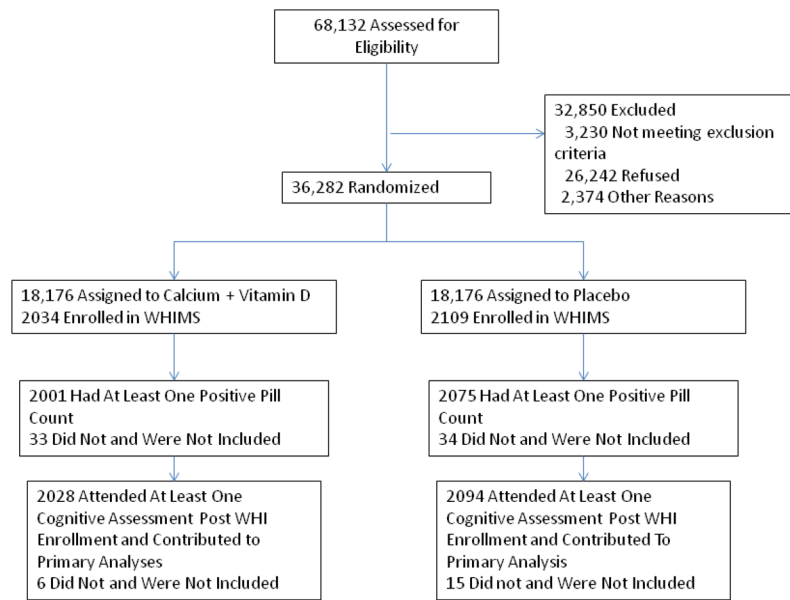 68,132 Assessed for
Eligibility
32,850 Excluded
3,230 Not meeting exclusion
criteria
26,242 Refused
2,374 Other Reasons
36,282 Randomized
18,176 Assigned to Calcium + Vitamin D
2034 Enrolled in WHIMS
18,176 Assigned to Placebo
2109 Enrolled in WHIMS
2001 Had At Least One Positive Pill
Count
33 Did Not and Were Not Included
2075 Had At Least One Positive Pill
Count
34 Did Not and Were Not Included
2028 Attended At Least One
Cognitive Assessment Post WHI
Enrollment and Contributed to
Primary Analyses
6 Did Not and Were Not Included
2094 Attended At Least One
Cognitive Assessment Post WHI
Enrollment and Contributed To
Primary Analysis
15 Did not and Were Not Included